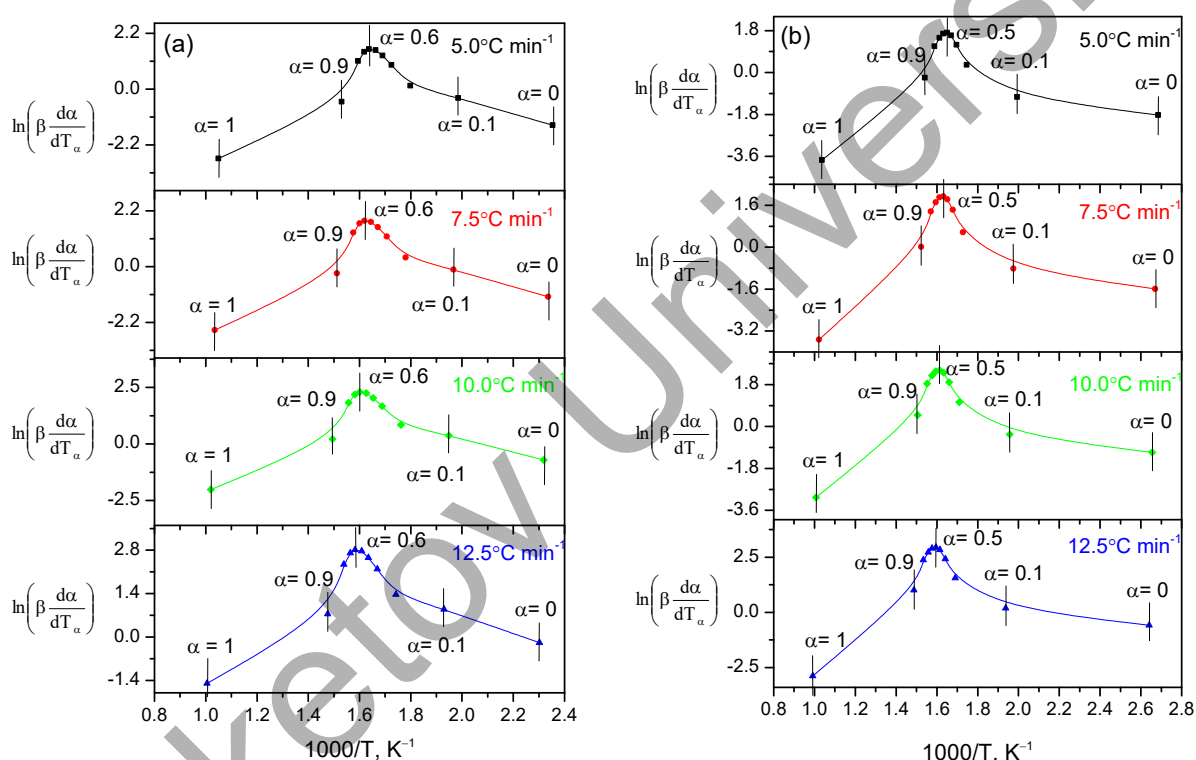 (a)
5.0°C min⁻¹
α= 0.6
α= 0.9
α= 1
α= 0.1
α= 0
2.2
0.0
-2.2
ln(β dα/dT_α)
7.5°C min⁻¹
α= 0.6
α= 0.9
α= 1
α= 0.1
α= 0
2.2
0.0
-2.2
ln(β dα/dT_α)
10.0°C min⁻¹
α= 0.6
α= 0.9
α= 1
α= 0.1
α= 0
2.5
0.0
-2.5
ln(β dα/dT_α)
12.5°C min⁻¹
α= 0.6
α= 0.9
α= 1
α= 0.1
α= 0
2.8
1.4
0.0
-1.4
ln(β dα/dT_α)
0.8 1.0 1.2 1.4 1.6 1.8 2.0 2.2 2.4
1000/T, K⁻¹
(b)
5.0°C min⁻¹
α= 0.5
α= 0.9
α= 1
α= 0.1
α= 0
1.8
0.0
-1.8
-3.6
ln(β dα/dT_α)
7.5°C min⁻¹
α= 0.5
α= 0.9
α= 1
α= 0.1
α= 0
1.6
0.0
-1.6
-3.2
ln(β dα/dT_α)
10.0°C min⁻¹
α= 0.5
α= 0.9
α= 1
α= 0.1
α= 0
1.8
0.0
-1.8
-3.6
ln(β dα/dT_α)
12.5°C min⁻¹
α= 0.5
α= 0.9
α= 1
α= 0.1
α= 0
2.5
0.0
-2.5
ln(β dα/dT_α)
0.8 1.0 1.2 1.4 1.6 1.8 2.0 2.2 2.4 2.6 2.8
1000/T, K⁻¹
ketov Universi